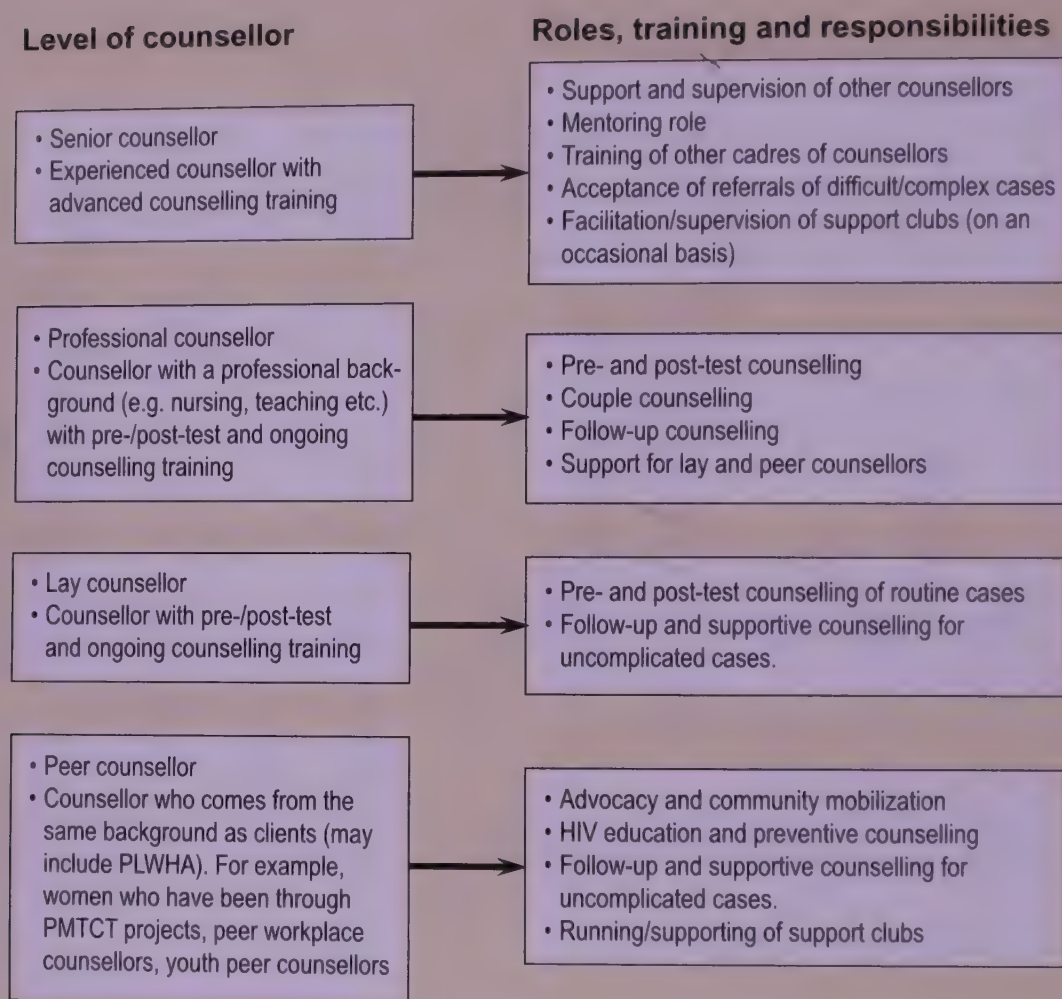 Level of counsellor
Roles, training and responsibilities
• Senior counsellor
• Experienced counsellor with
advanced counselling training
• Support and supervision of other counsellors
• Mentoring role
• Training of other cadres of counsellors
• Acceptance of referrals of difficult/complex cases
• Facilitation/supervision of support clubs (on an
occasional basis)
• Professional counsellor
• Counsellor with a professional back-
ground (e.g. nursing, teaching etc.)
with pre-/post-test and ongoing
counselling training
• Pre- and post-test counselling
• Couple counselling
• Follow-up counselling
• Support for lay and peer counsellors
• Lay counsellor
• Counsellor with pre-/post-test
and ongoing counselling training
• Pre- and post-test counselling of routine cases
• Follow-up and supportive counselling for
uncomplicated cases.
• Peer counsellor
• Counsellor who comes from the
same background as clients (may
include PLWHA). For example,
women who have been through
PMTCT projects, peer workplace
counsellors, youth peer counsellors
• Advocacy and community mobilization
• HIV education and preventive counselling
• Follow-up and supportive counselling for
uncomplicated cases.
• Running/supporting of support clubs